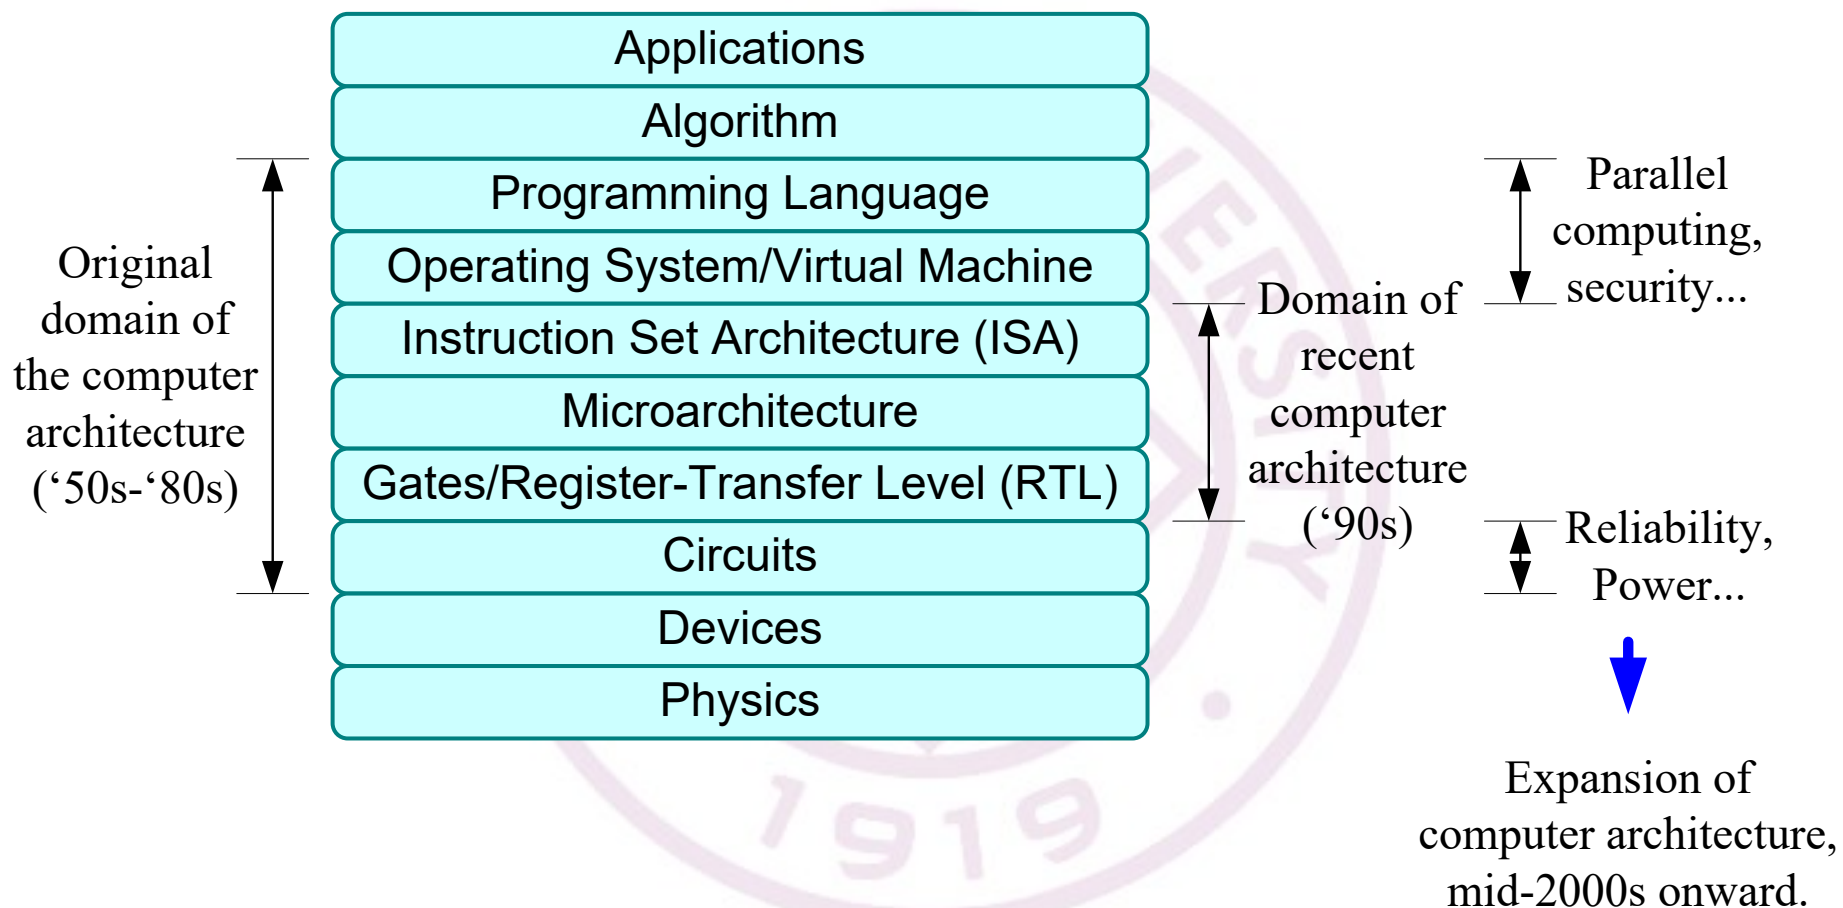 Applications
Algorithm
Programming Language
Operating System/Virtual Machine
Instruction Set Architecture (ISA)
Microarchitecture
Gates/Register-Transfer Level (RTL)
Circuits
Devices
Physics
Original
domain of
the computer
architecture
(‘50s-‘80s)
Domain of
recent
computer
architecture
(‘90s)
Parallel
computing,
security...
Reliability,
Power...
Expansion of
computer architecture,
mid-2000s onward.
VERSITY
1919